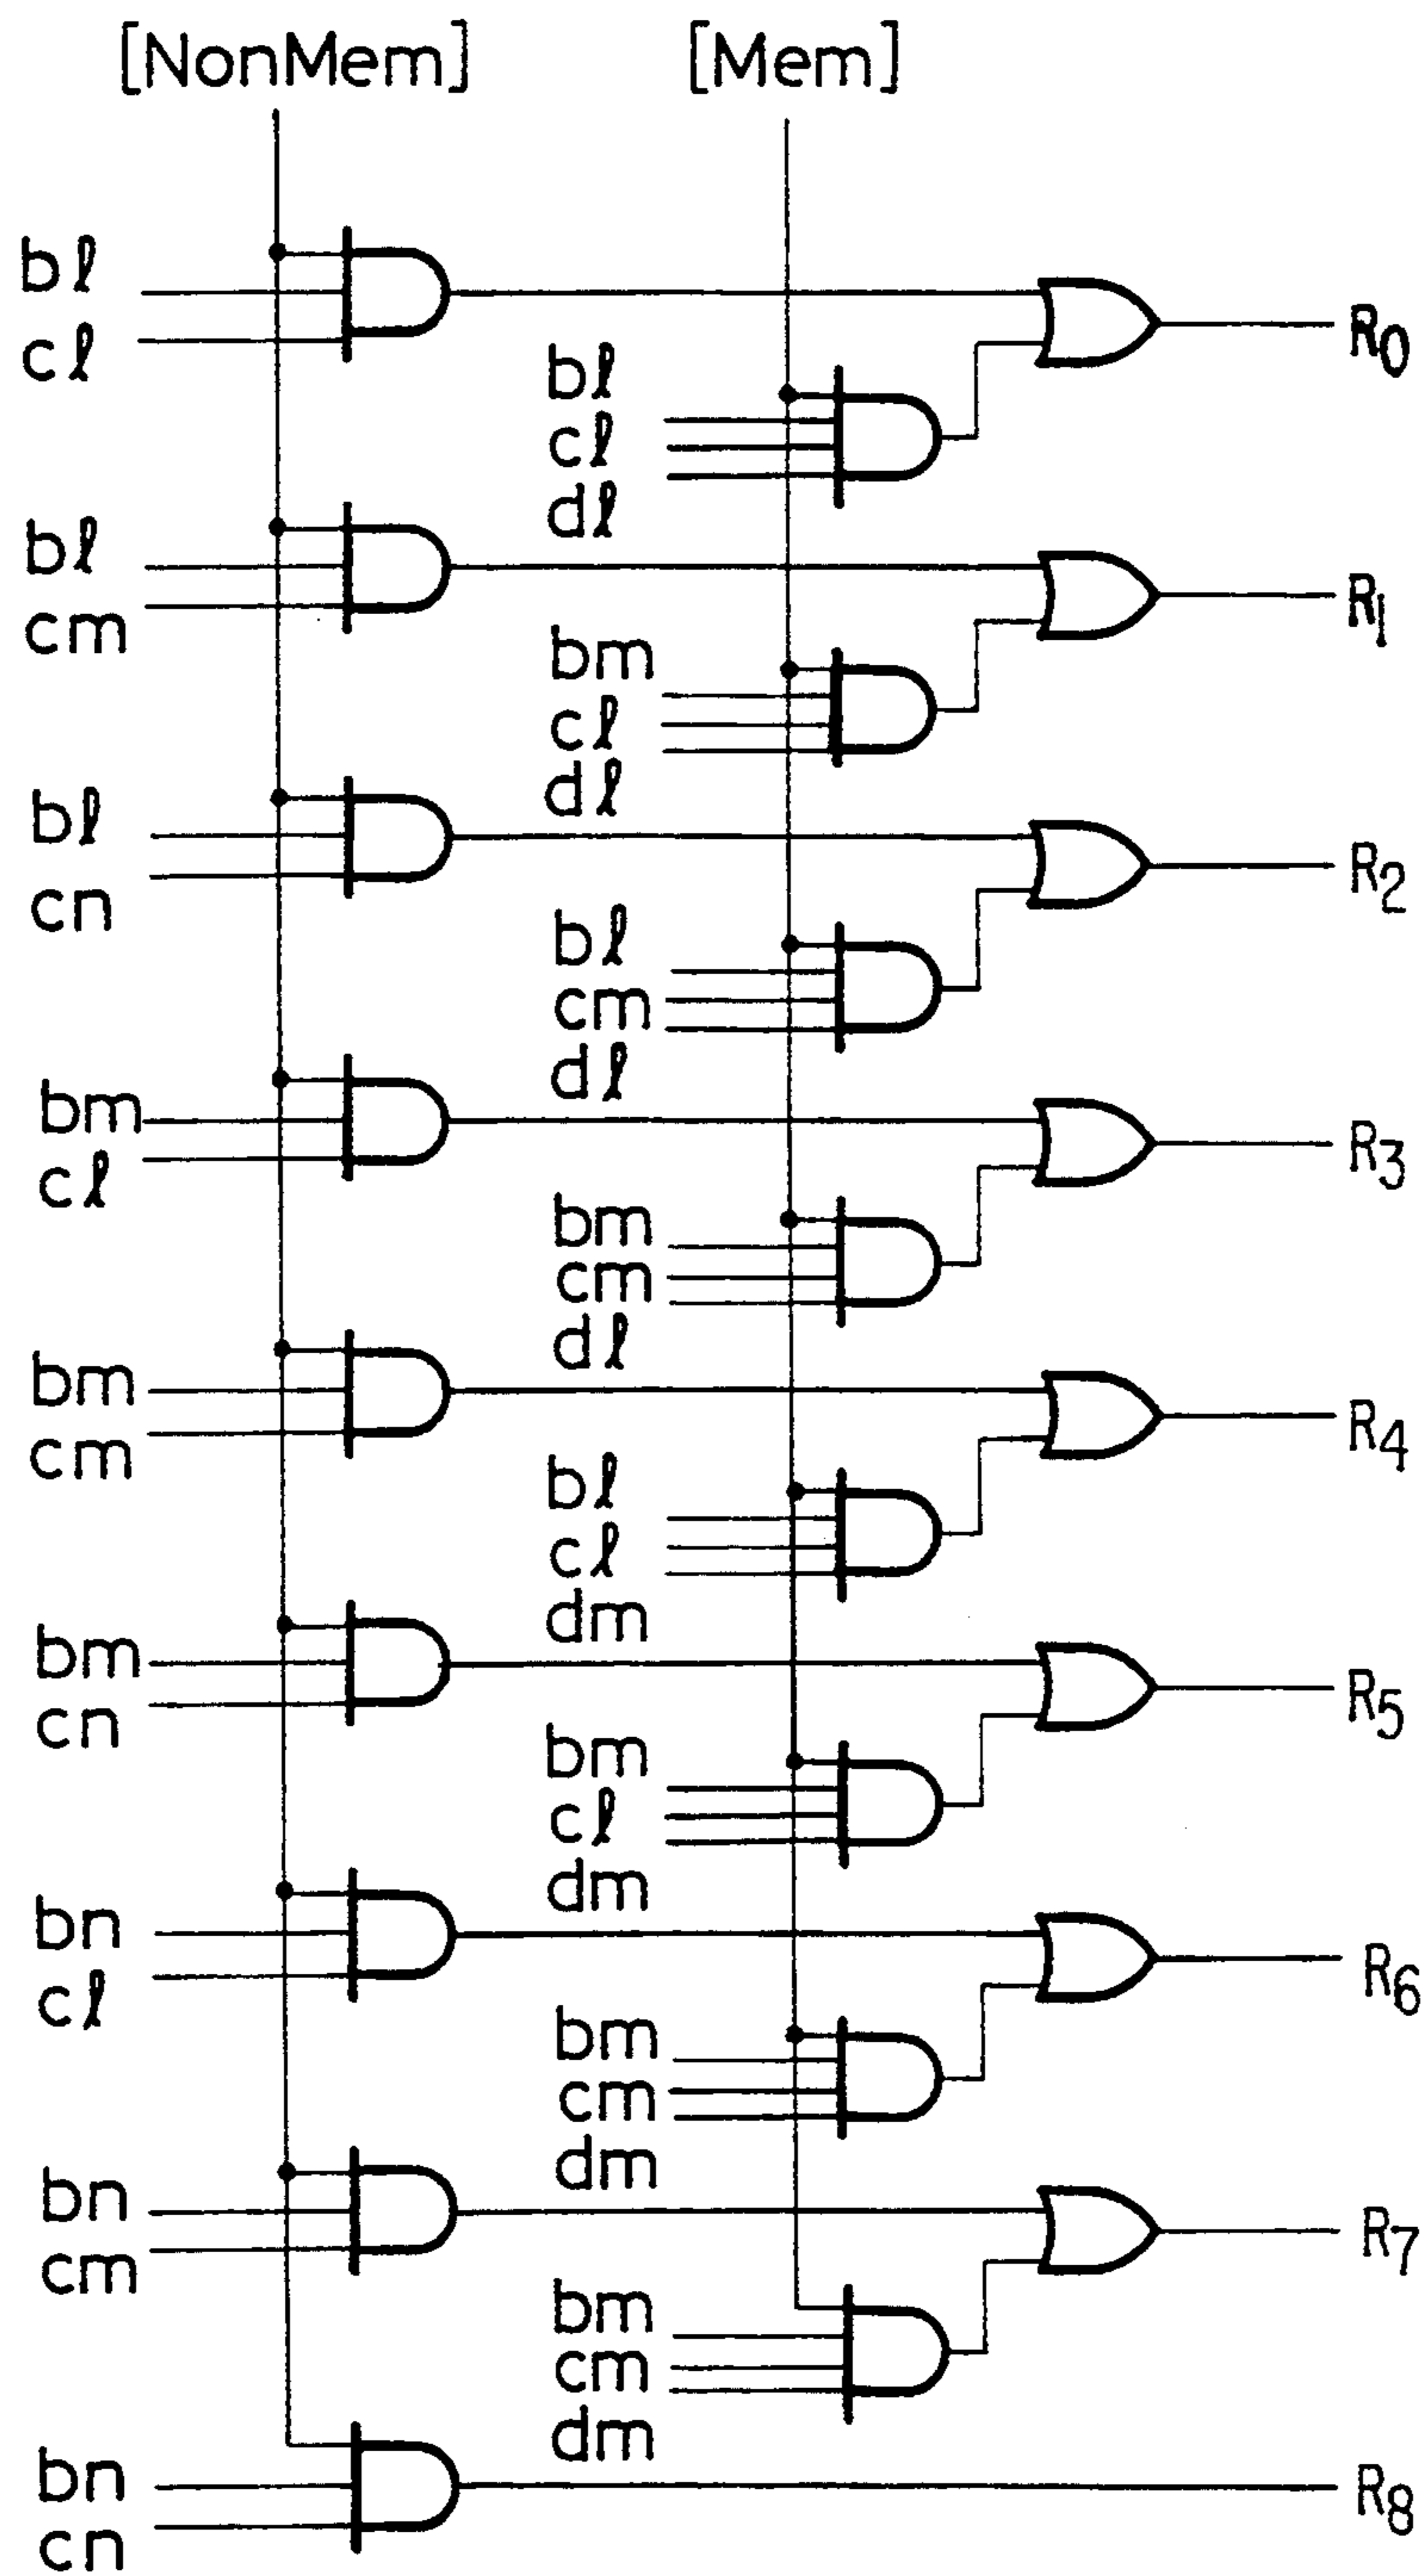 [NonMem] [Mem]
bℓ
cℓ
R0
bℓ
cℓ
dℓ
bℓ
cm
R1
bm
cℓ
dℓ
bℓ
cn
R2
bℓ
cm
dℓ
bm
cℓ
R3
bm
cm
dℓ
bm
cm
R4
bℓ
cℓ
dm
bm
cn
R5
bm
cℓ
dm
bn
cℓ
R6
bm
cm
dm
bn
cm
R7
bm
cm
dm
bn
cn
R8